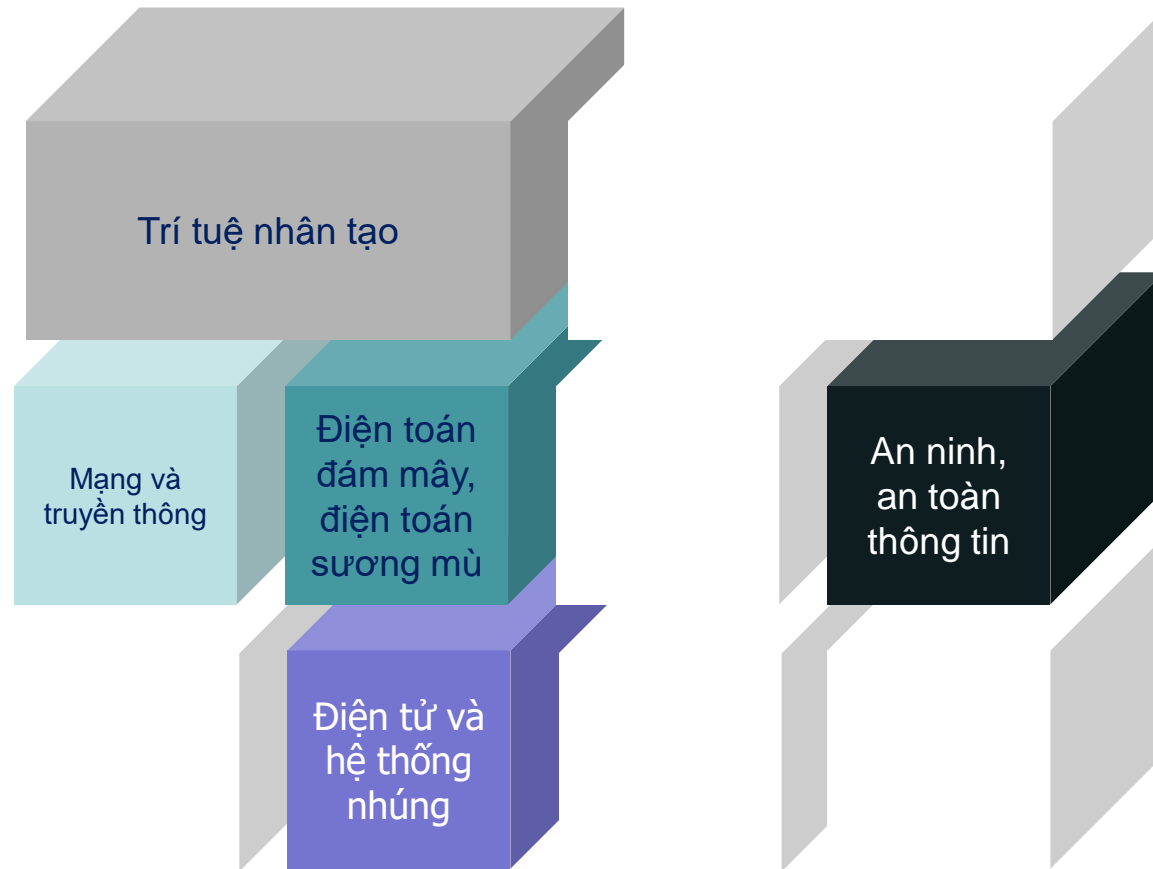 Trí tuệ nhân tạo
Mạng và
truyền thông
Điện toán
đám mây,
điện toán
sương mù
An ninh,
an toàn
thông tin
Điện tử và
hệ thống
nhúng